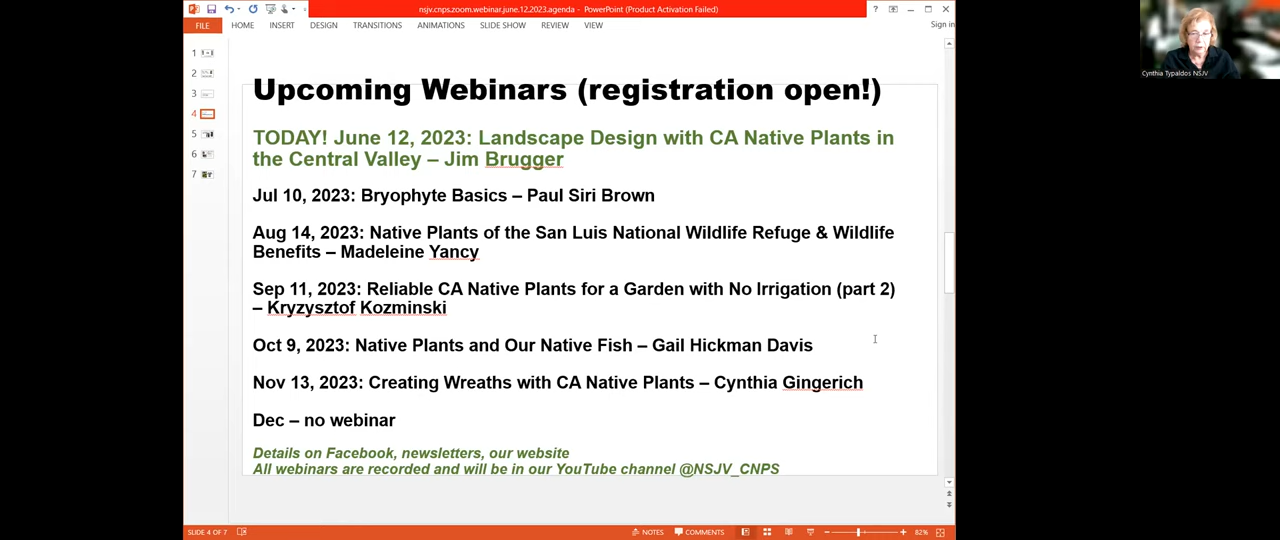 nsjv.cnps.zoom.webinar.june.12.2023.agenda - PowerPoint (Product Activation Failed)
FILE HOME INSERT DESIGN TRANSITIONS ANIMATIONS SLIDE SHOW REVIEW VIEW
Sign in
Cynthia Typaldos NSJV
1
2
3
4
5
6
7
Upcoming Webinars (registration open!)
TODAY! June 12, 2023: Landscape Design with CA Native Plants in
the Central Valley – Jim Brugger
Jul 10, 2023: Bryophyte Basics – Paul Siri Brown
Aug 14, 2023: Native Plants of the San Luis National Wildlife Refuge & Wildlife
Benefits – Madeleine Yancy
Sep 11, 2023: Reliable CA Native Plants for a Garden with No Irrigation (part 2)
– Kryzysztof Kozminski
Oct 9, 2023: Native Plants and Our Native Fish – Gail Hickman Davis
Nov 13, 2023: Creating Wreaths with CA Native Plants – Cynthia Gingerich
Dec – no webinar
Details on Facebook, newsletters, our website
All webinars are recorded and will be in our YouTube channel @NSJV_CNPS
SLIDE 4 OF 7 NOTES COMMENTS 82%